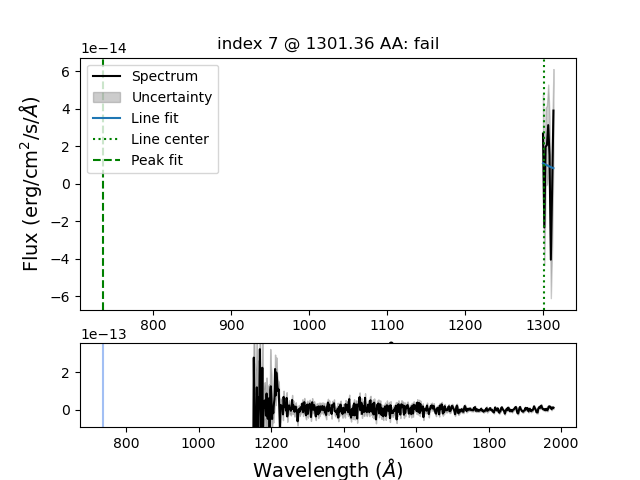 index 7 @ 1301.36 AA: fail
1e−14
Spectrum
Uncertainty
Line fit
Line center
Peak fit
Flux (erg/cm²/s/Å)
6
4
2
0
−2
−4
−6
800 900 1000 1100 1200 1300
1e−13
2
0
800 1000 1200 1400 1600 1800 2000
Wavelength (Å)